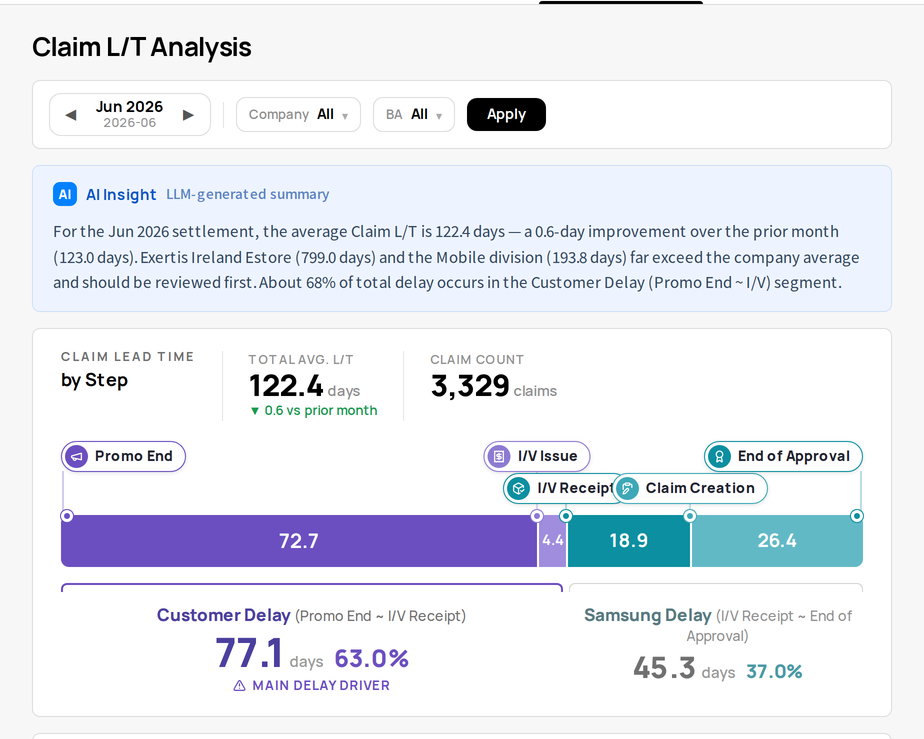 Claim L/T Analysis
◀ Jun 2026 ▶
2026-06
Company All ▾
BA All ▾
Apply
AI AI Insight LLM-generated summary
For the Jun 2026 settlement, the average Claim L/T is 122.4 days — a 0.6-day improvement over the prior month
(123.0 days). Exertis Ireland Estore (799.0 days) and the Mobile division (193.8 days) far exceed the company average
and should be reviewed first. About 68% of total delay occurs in the Customer Delay (Promo End ~ I/V) segment.
CLAIM LEAD TIME
by Step
TOTAL AVG. L/T
122.4 days
▼ 0.6 vs prior month
CLAIM COUNT
3,329 claims
Promo End
I/V Issue
End of Approval
I/V Receipt
Claim Creation
72.7
4.4
18.9
26.4
Customer Delay (Promo End ~ I/V Receipt)
77.1 days 63.0%
MAIN DELAY DRIVER
Samsung Delay (I/V Receipt ~ End of
Approval)
45.3 days 37.0%